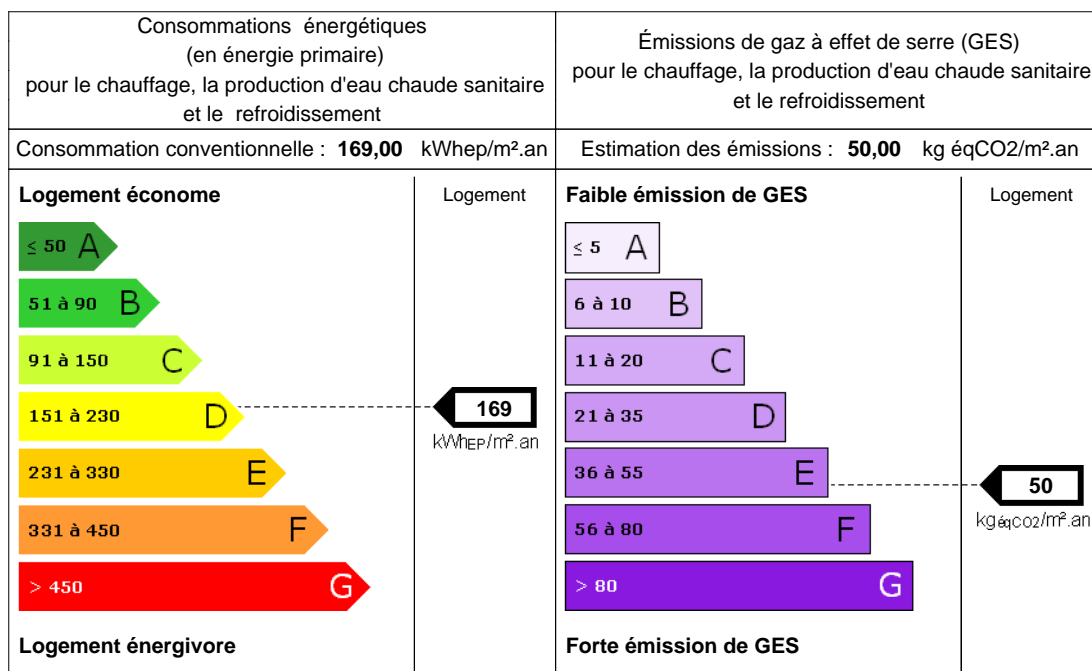 Consommations énergétiques
(en énergie primaire)
pour le chauffage, la production d'eau chaude sanitaire
et le refroidissement
Émissions de gaz à effet de serre (GES)
pour le chauffage, la production d'eau chaude sanitaire
et le refroidissement
Consommation conventionnelle : 169,00 kWhep/m².an
Estimation des émissions : 50,00 kg éqCO2/m².an
Logement économe
Logement
≤ 50 A
51 à 90 B
91 à 150 C
151 à 230 D
231 à 330 E
331 à 450 F
> 450 G
169
kWhEP/m².an
Logement énergivore
Faible émission de GES
Logement
≤ 5 A
6 à 10 B
11 à 20 C
21 à 35 D
36 à 55 E
56 à 80 F
> 80 G
50
kgéqCO2/m².an
Forte émission de GES